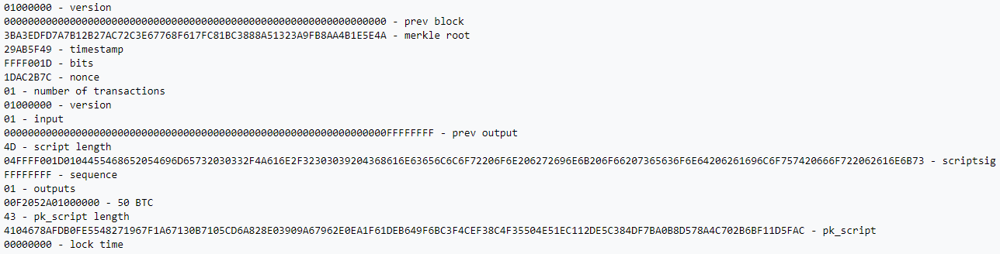 01000000 - version
0000000000000000000000000000000000000000000000000000000000000000 - prev block
3BA3EDFD7A7B12B27AC72C3E67768F617FC81BC3888A51323A9FB8AA4B1E5E4A - merkle root
29AB5F49 - timestamp
FFFF001D - bits
1DAC2B7C - nonce
01 - number of transactions
01000000 - version
01 - input
0000000000000000000000000000000000000000000000000000000000000000FFFFFFFF - prev output
4D - script length
04FFFF001D0104455468652054696D65732030332F4A616E2F32303039204368616E63656C6C6F72206F6E206272696E6B206F66207365636F6E64206261696C6F757420666F722062616E6B73 - scriptsig
FFFFFFFF - sequence
01 - outputs
00F2052A01000000 - 50 BTC
43 - pk_script length
4104678AFDB0FE5548271967F1A67130B7105CD6A828E03909A67962E0EA1F61DEB649F6BC3F4CEF38C4F35504E51EC112DE5C384DF7BA0B8D578A4C702B6BF11D5FAC - pk_script
00000000 - lock time